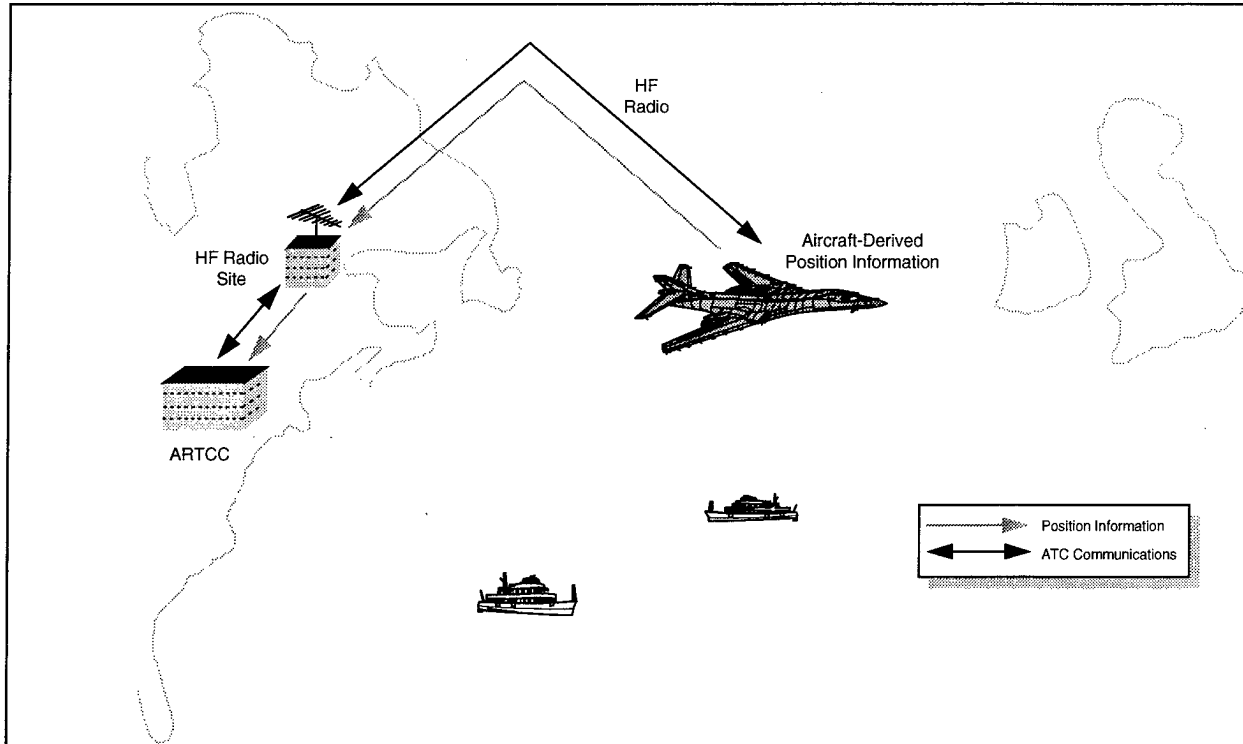 HF
Radio
Aircraft-Derived
Position Information
HF Radio
Site
ARTCC
Position Information
ATC Communications